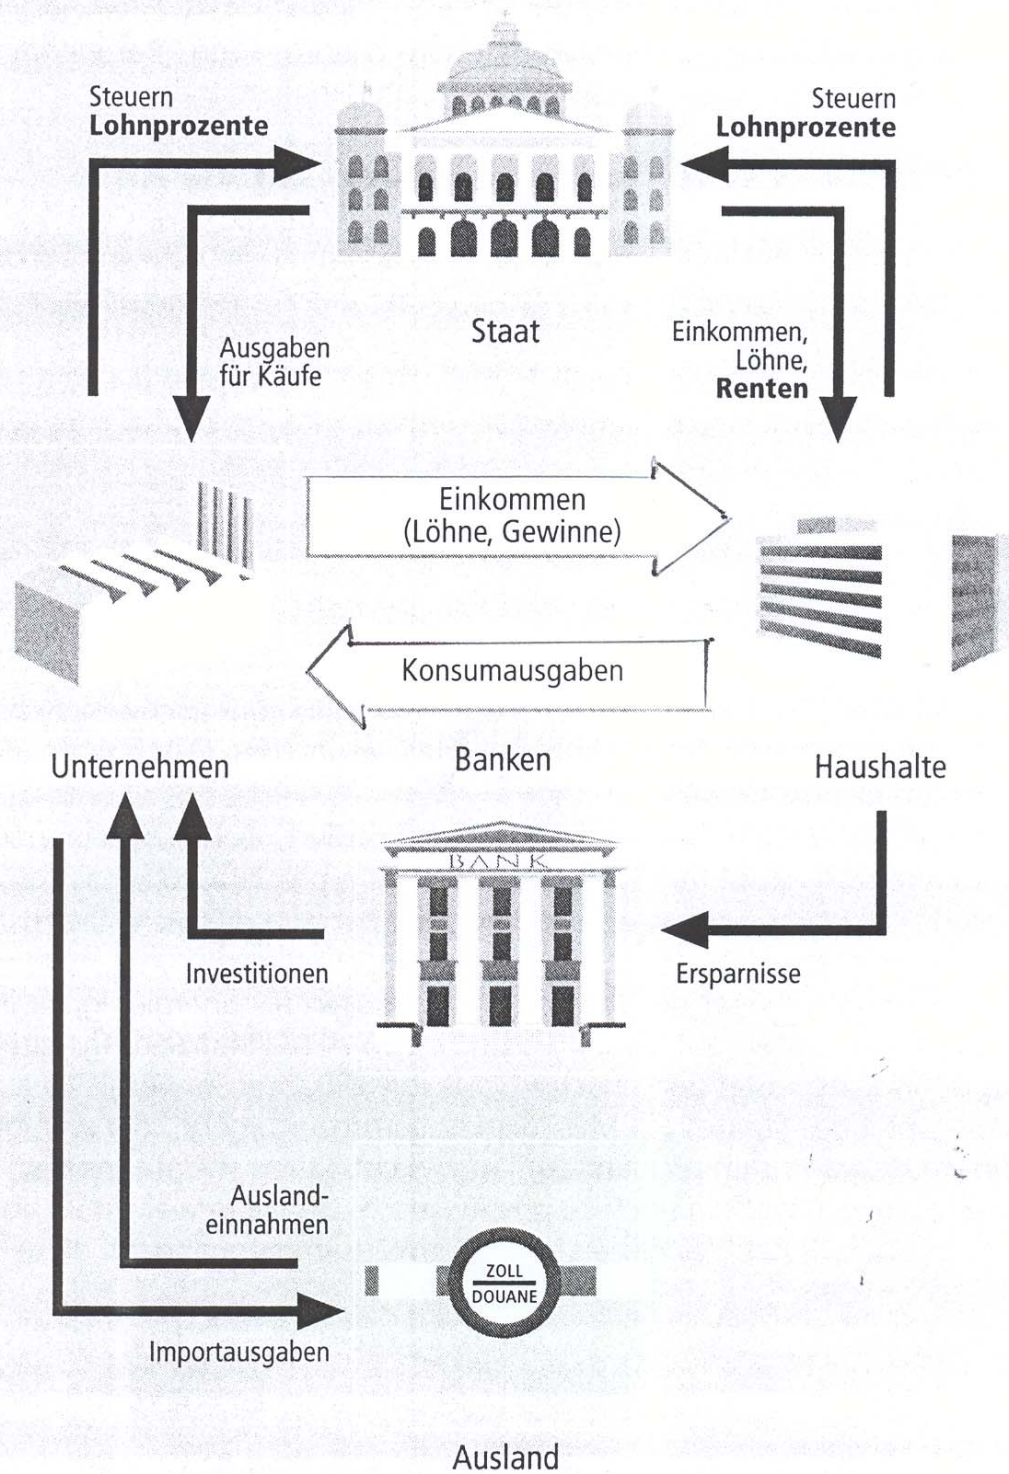 Steuern
Lohnprozente
Steuern
Lohnprozente
Staat
Ausgaben
für Käufe
Einkommen,
Löhne,
Renten
Einkommen
(Löhne, Gewinne)
Konsumausgaben
Unternehmen
Banken
Haushalte
BANK
Investitionen
Ersparnisse
Ausland-
einnahmen
ZOLL
DOUANE
Importausgaben
Ausland